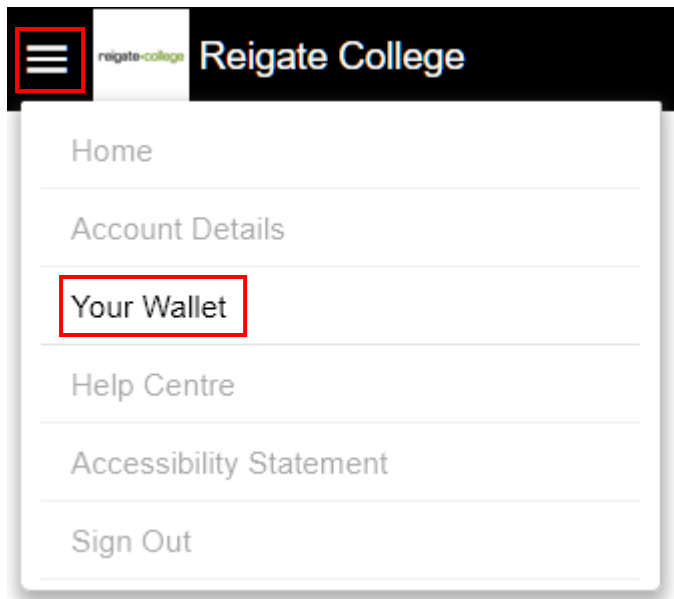 reigate-college
Reigate College
Home
Account Details
Your Wallet
Help Centre
Accessibility Statement
Sign Out